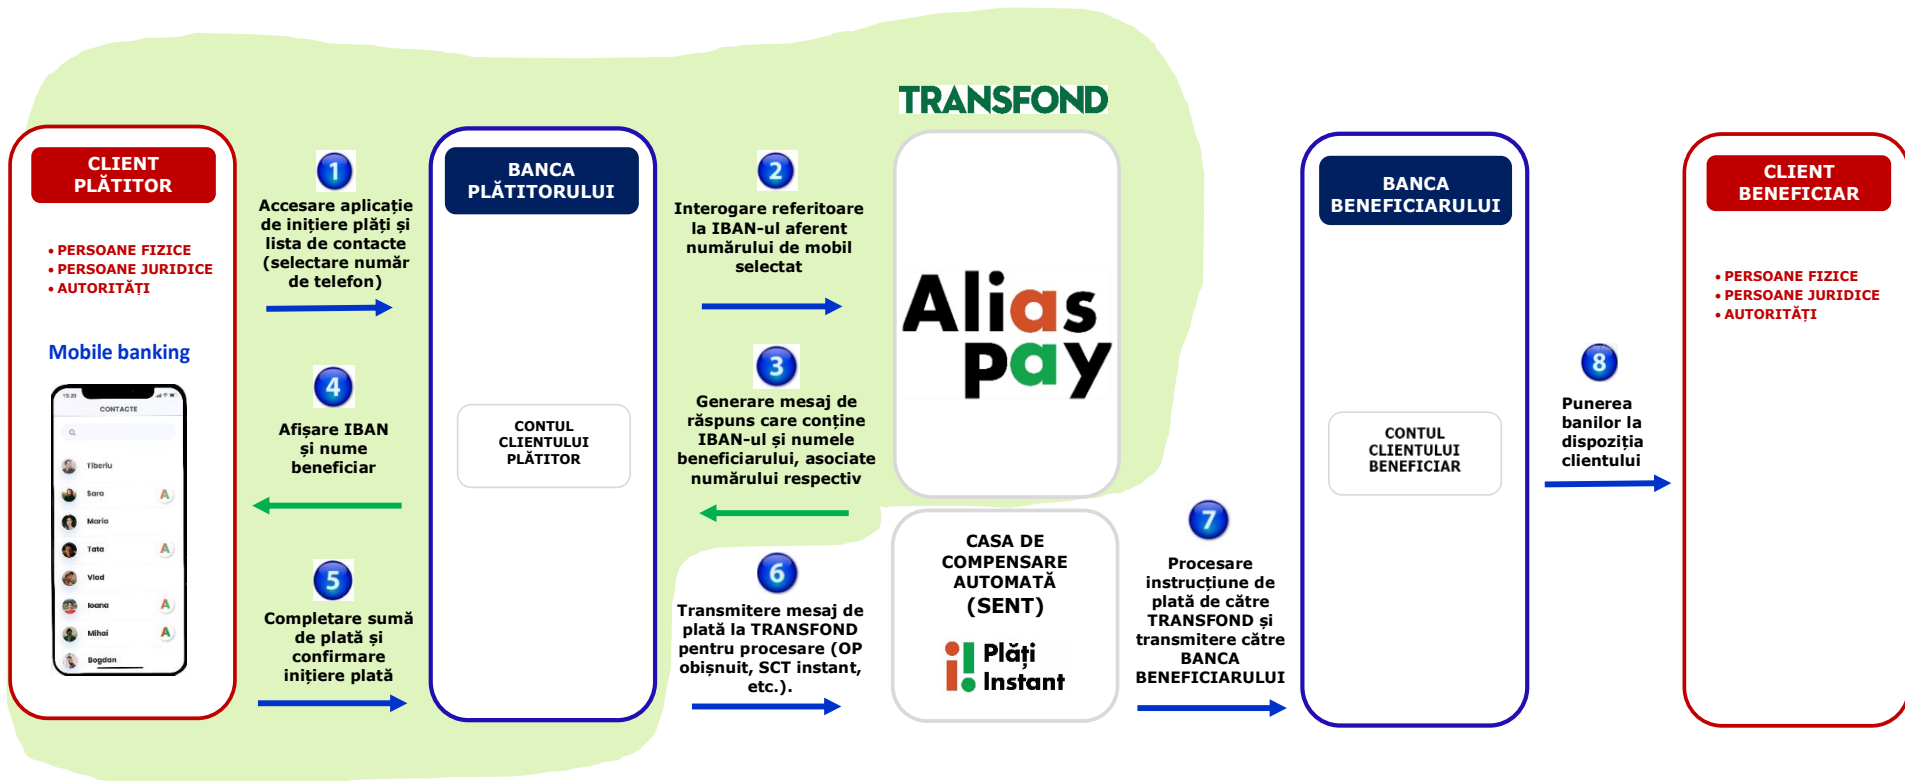 TRANSFOND
CLIENT
PLĂTITOR
• PERSOANE FIZICE
• PERSOANE JURIDICE
• AUTORITĂȚI
Mobile banking
15:20
CONTACTE
Tiberiu
Sara
A
Maria
Tata
A
Vlad
Ioana
A
Mihai
A
Bogdan
1
Accesare aplicație
de inițiere plăți și
lista de contacte
(selectare număr
de telefon)
4
Afișare IBAN
și nume
beneficiar
5
Completare sumă
de plată și
confirmare
inițiere plată
BANCA
PLĂTITORULUI
CONTUL
CLIENTULUI
PLĂTITOR
2
Interogare referitoare
la IBAN-ul aferent
numărului de mobil
selectat
3
Generare mesaj de
răspuns care conține
IBAN-ul și numele
beneficiarului, asociate
numărului respectiv
6
Transmitere mesaj de
plată la TRANSFOND
pentru procesare (OP
obișnuit, SCT instant,
etc.).
Alias
pay
CASA DE
COMPENSARE
AUTOMATĂ
(SENT)
Plăți
Instant
7
Procesare
instrucțiune de
plată de către
TRANSFOND și
transmitere către
BANCA
BENEFICIARULUI
BANCA
BENEFICIARULUI
CONTUL
CLIENTULUI
BENEFICIAR
8
Punerea
banilor la
dispoziția
clientului
CLIENT
BENEFICIAR
• PERSOANE FIZICE
• PERSOANE JURIDICE
• AUTORITĂȚI